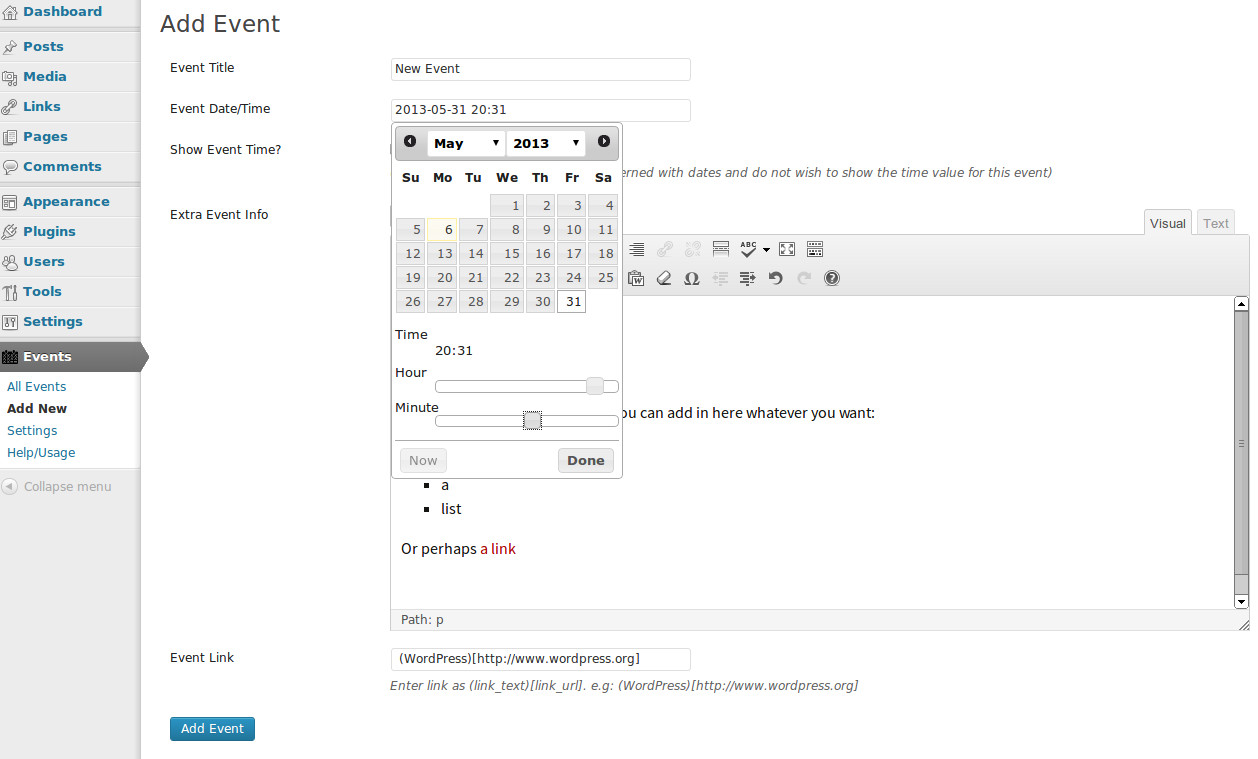 Dashboard
Posts
Media
Links
Pages
Comments
Appearance
Plugins
Users
Tools
Settings
Events
All Events
Add New
Settings
Help/Usage
Collapse menu
Add Event
Event Title
New Event
Event Date/Time
2013-05-31 20:31
May 2013
Su Mo Tu We Th Fr Sa
1 2 3 4
5 6 7 8 9 10 11
12 13 14 15 16 17 18
19 20 21 22 23 24 25
26 27 28 29 30 31
Time
20:31
Hour
Minute
Now Done
Show Event Time?
with dates and do not wish to show the time value for this event)
Extra Event Info
Visual Text
ABC
can add in here whatever you want:
a
list
Or perhaps a link
Path: p
Event Link
(WordPress)[http://www.wordpress.org]
Enter link as (link_text)[link_url]. e.g: (WordPress)[http://www.wordpress.org]
Add Event